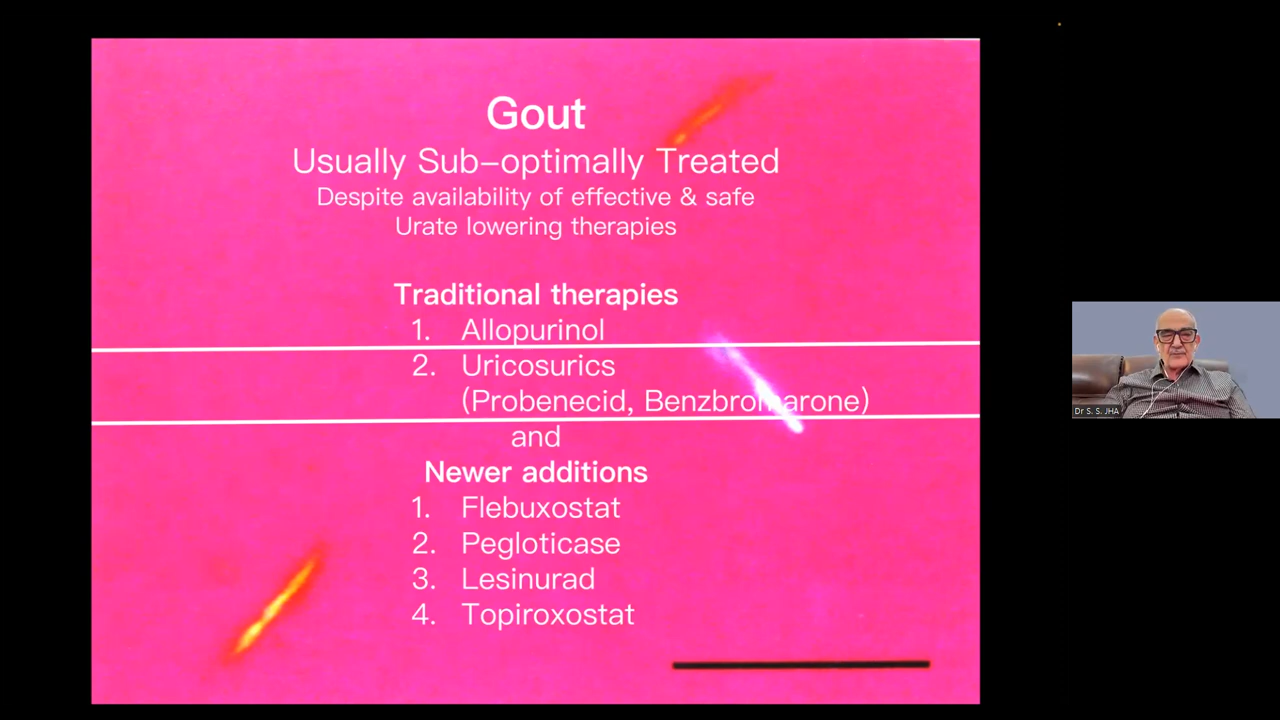 Gout
Usually Sub-optimally Treated
Despite availability of effective & safe
Urate lowering therapies
Traditional therapies
1. Allopurinol
2. Uricosurics
(Probenecid, Benzbromarone)
and
Newer additions
1. Flebuxostat
2. Pegloticase
3. Lesinurad
4. Topiroxostat
Dr S. S. JHA